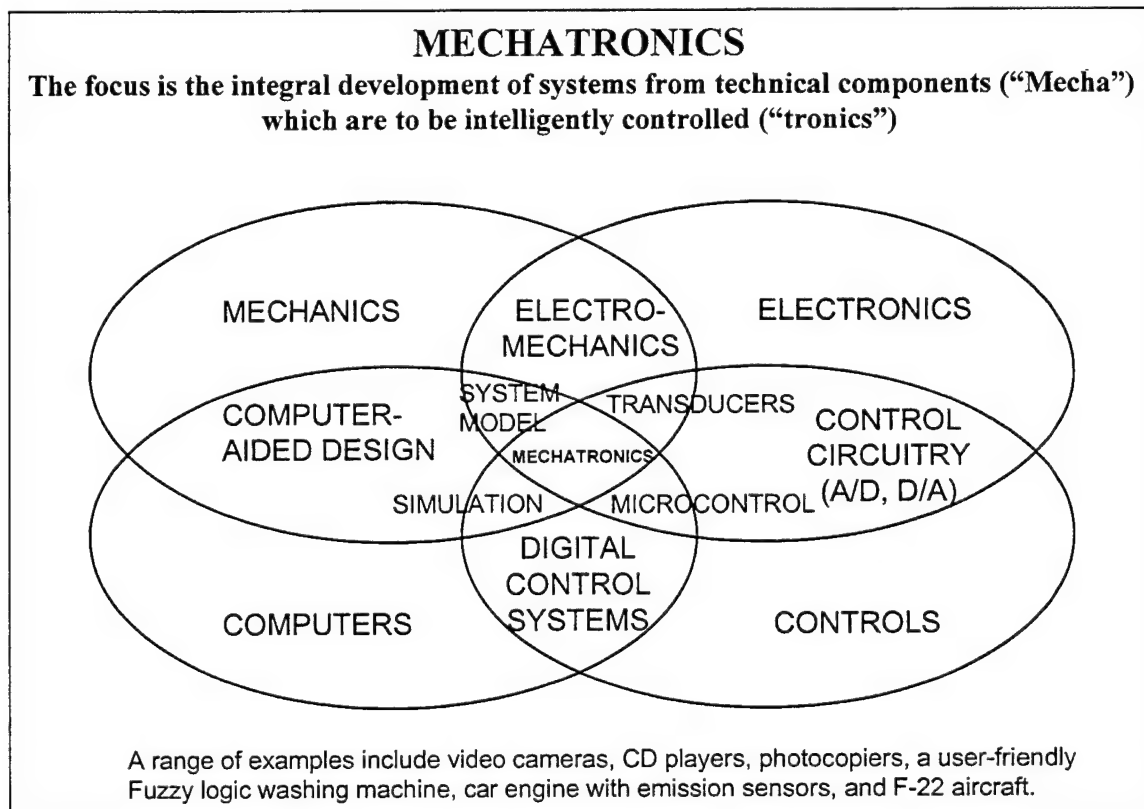 MECHATRONICS
The focus is the integral development of systems from technical components (“Mecha”)
which are to be intelligently controlled (“tronics”)
MECHANICS
ELECTRO-
MECHANICS
ELECTRONICS
COMPUTER-
AIDED DESIGN
SYSTEM
MODEL
TRANSDUCERS
CONTROL
CIRCUITRY
(A/D, D/A)
MECHATRONICS
SIMULATION
MICROCONTROL
DIGITAL
CONTROL
SYSTEMS
COMPUTERS
CONTROLS
A range of examples include video cameras, CD players, photocopiers, a user-friendly
Fuzzy logic washing machine, car engine with emission sensors, and F-22 aircraft.